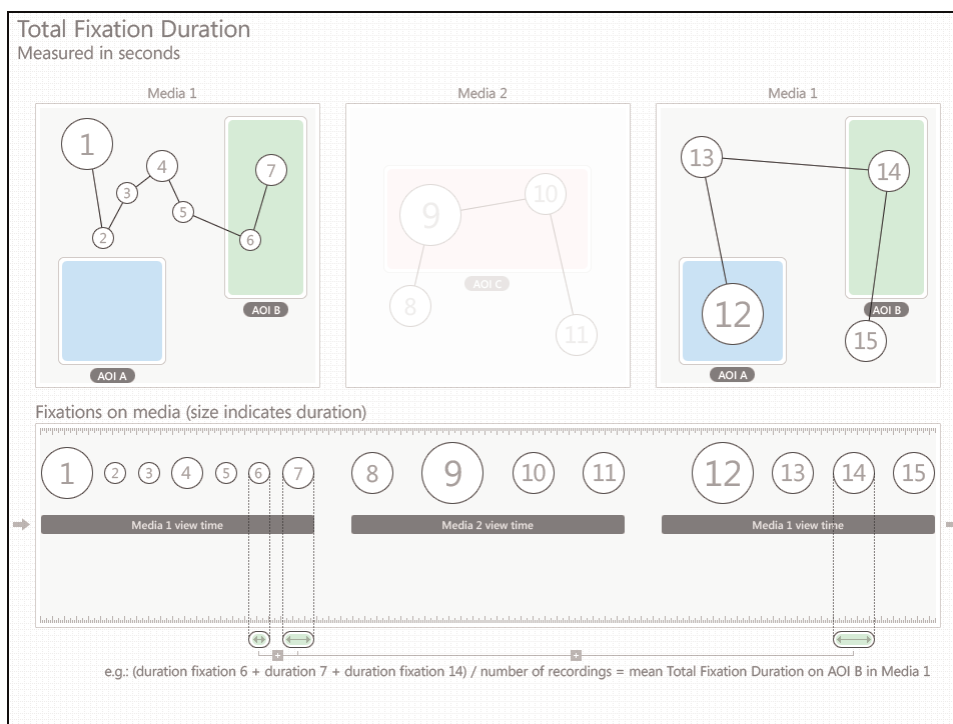 Total Fixation Duration
Measured in seconds
Media 1
Media 2
Media 1
1
2
3
4
5
6
7
AOI A
AOI B
8
9
10
11
AOI C
12
13
14
15
AOI A
AOI B
Fixations on media (size indicates duration)
1 2 3 4 5 6 7 8 9 10 11 12 13 14 15
Media 1 view time
Media 2 view time
Media 1 view time
+
+
e.g.: (duration fixation 6 + duration 7 + duration fixation 14) / number of recordings = mean Total Fixation Duration on AOI B in Media 1